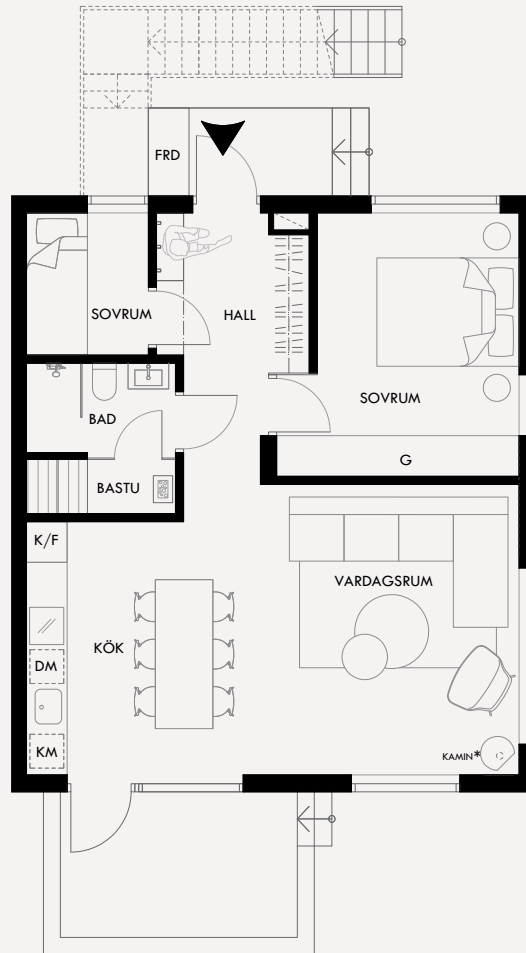 FRD
SOVRUM
HALL
SOVRUM
BAD
G
BASTU
K/F
VARDAGSRUM
KÖK
DM
KM
KAMIN*